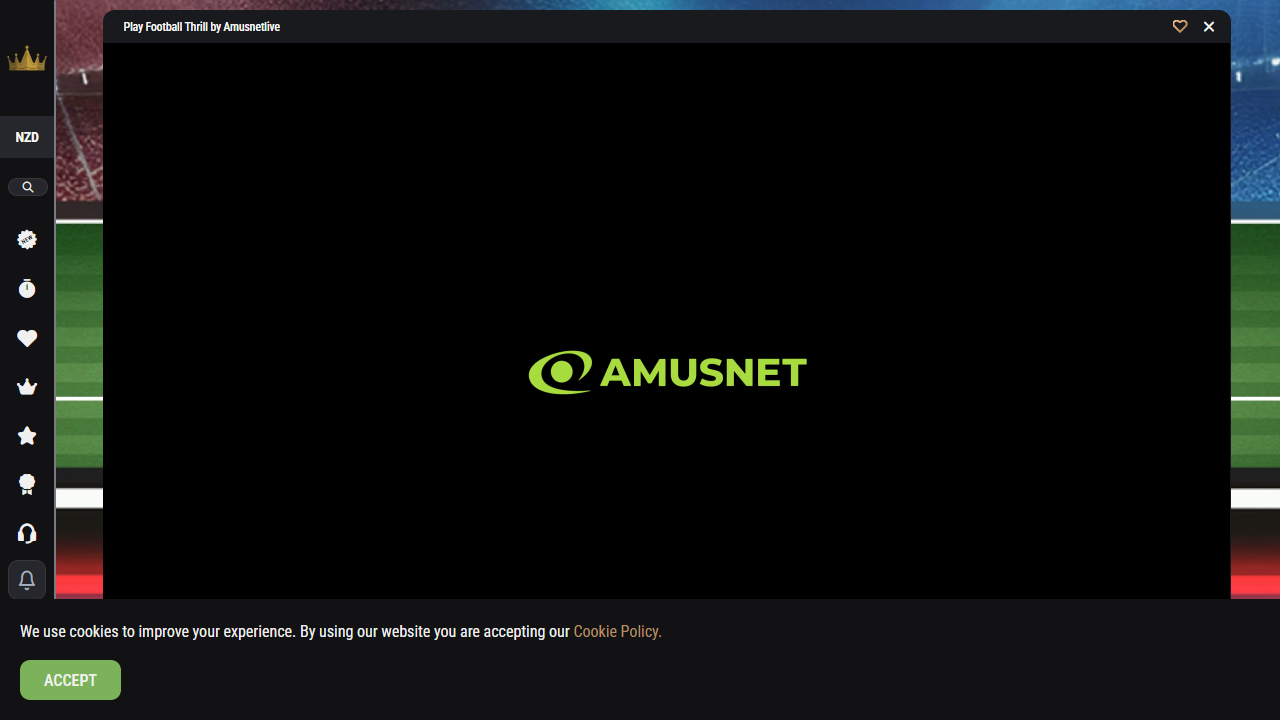 Play Football Thrill by Amusnetlive
NZD
NEW
AMUSNET
We use cookies to improve your experience. By using our website you are accepting our Cookie Policy.
ACCEPT